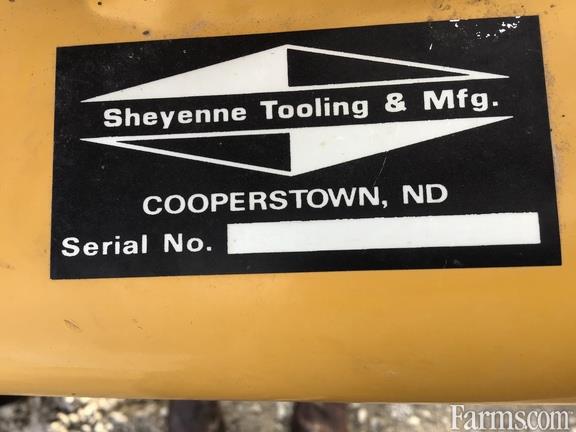 Sheyenne Tooling & Mfg.
COOPERSTOWN, ND
Serial No.
Farms.com